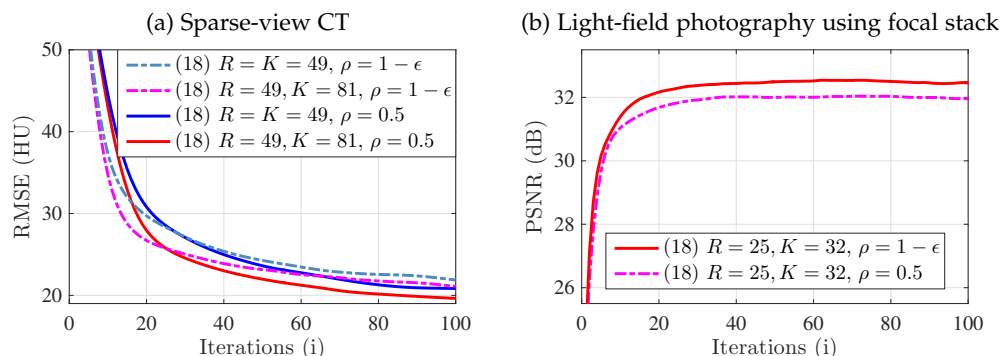 (a) Sparse-view CT
50
40
30
20
RMSE (HU)
(18) R = K = 49, ρ = 1 − ϵ
(18) R = 49, K = 81, ρ = 1 − ϵ
(18) R = K = 49, ρ = 0.5
(18) R = 49, K = 81, ρ = 0.5
0 20 40 60 80 100
Iterations (i)
(b) Light-field photography using focal stack
32
30
28
26
PSNR (dB)
(18) R = 25, K = 32, ρ = 1 − ϵ
(18) R = 25, K = 32, ρ = 0.5
0 20 40 60 80 100
Iterations (i)